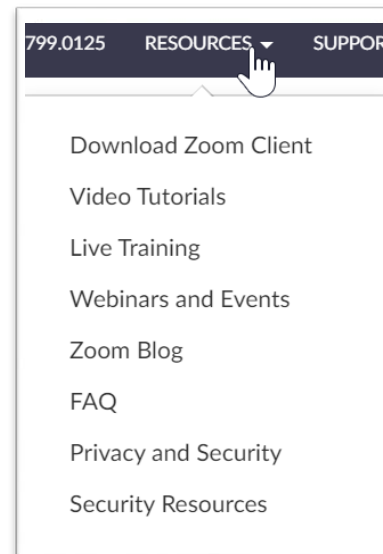 799.0125 RESOURCES SUPPOR
Download Zoom Client
Video Tutorials
Live Training
Webinars and Events
Zoom Blog
FAQ
Privacy and Security
Security Resources